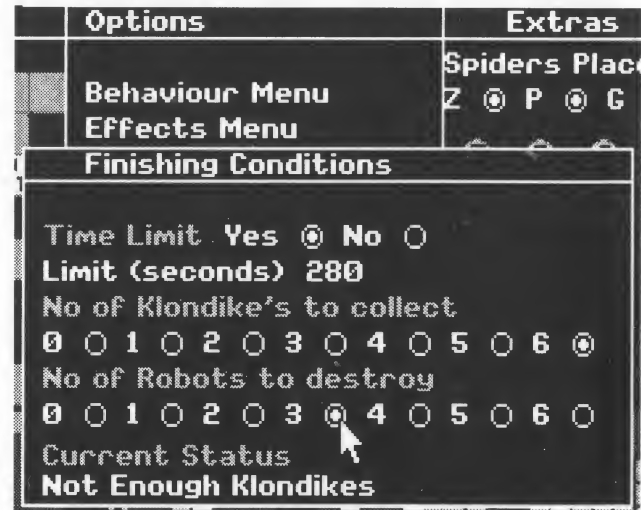 Options
Extras
Spiders
Behaviour Menu
Z P G
Effects Menu
Finishing Conditions
Time Limit Yes No
Limit (seconds) 280
No of Klondike's to collect
0 1 2 3 4 5 6
No of Robots to destroy
0 1 2 3 4 5 6
Current Status
Not Enough Klondikes